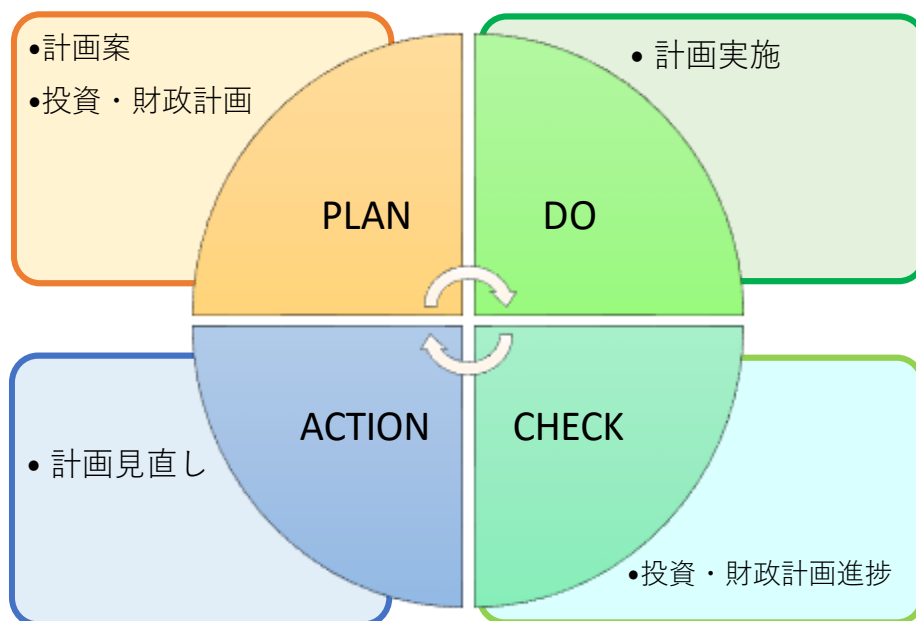 •計画案
•投資・財政計画
• 計画実施
PLAN
DO
ACTION
CHECK
• 計画見直し
•投資・財政計画進捗